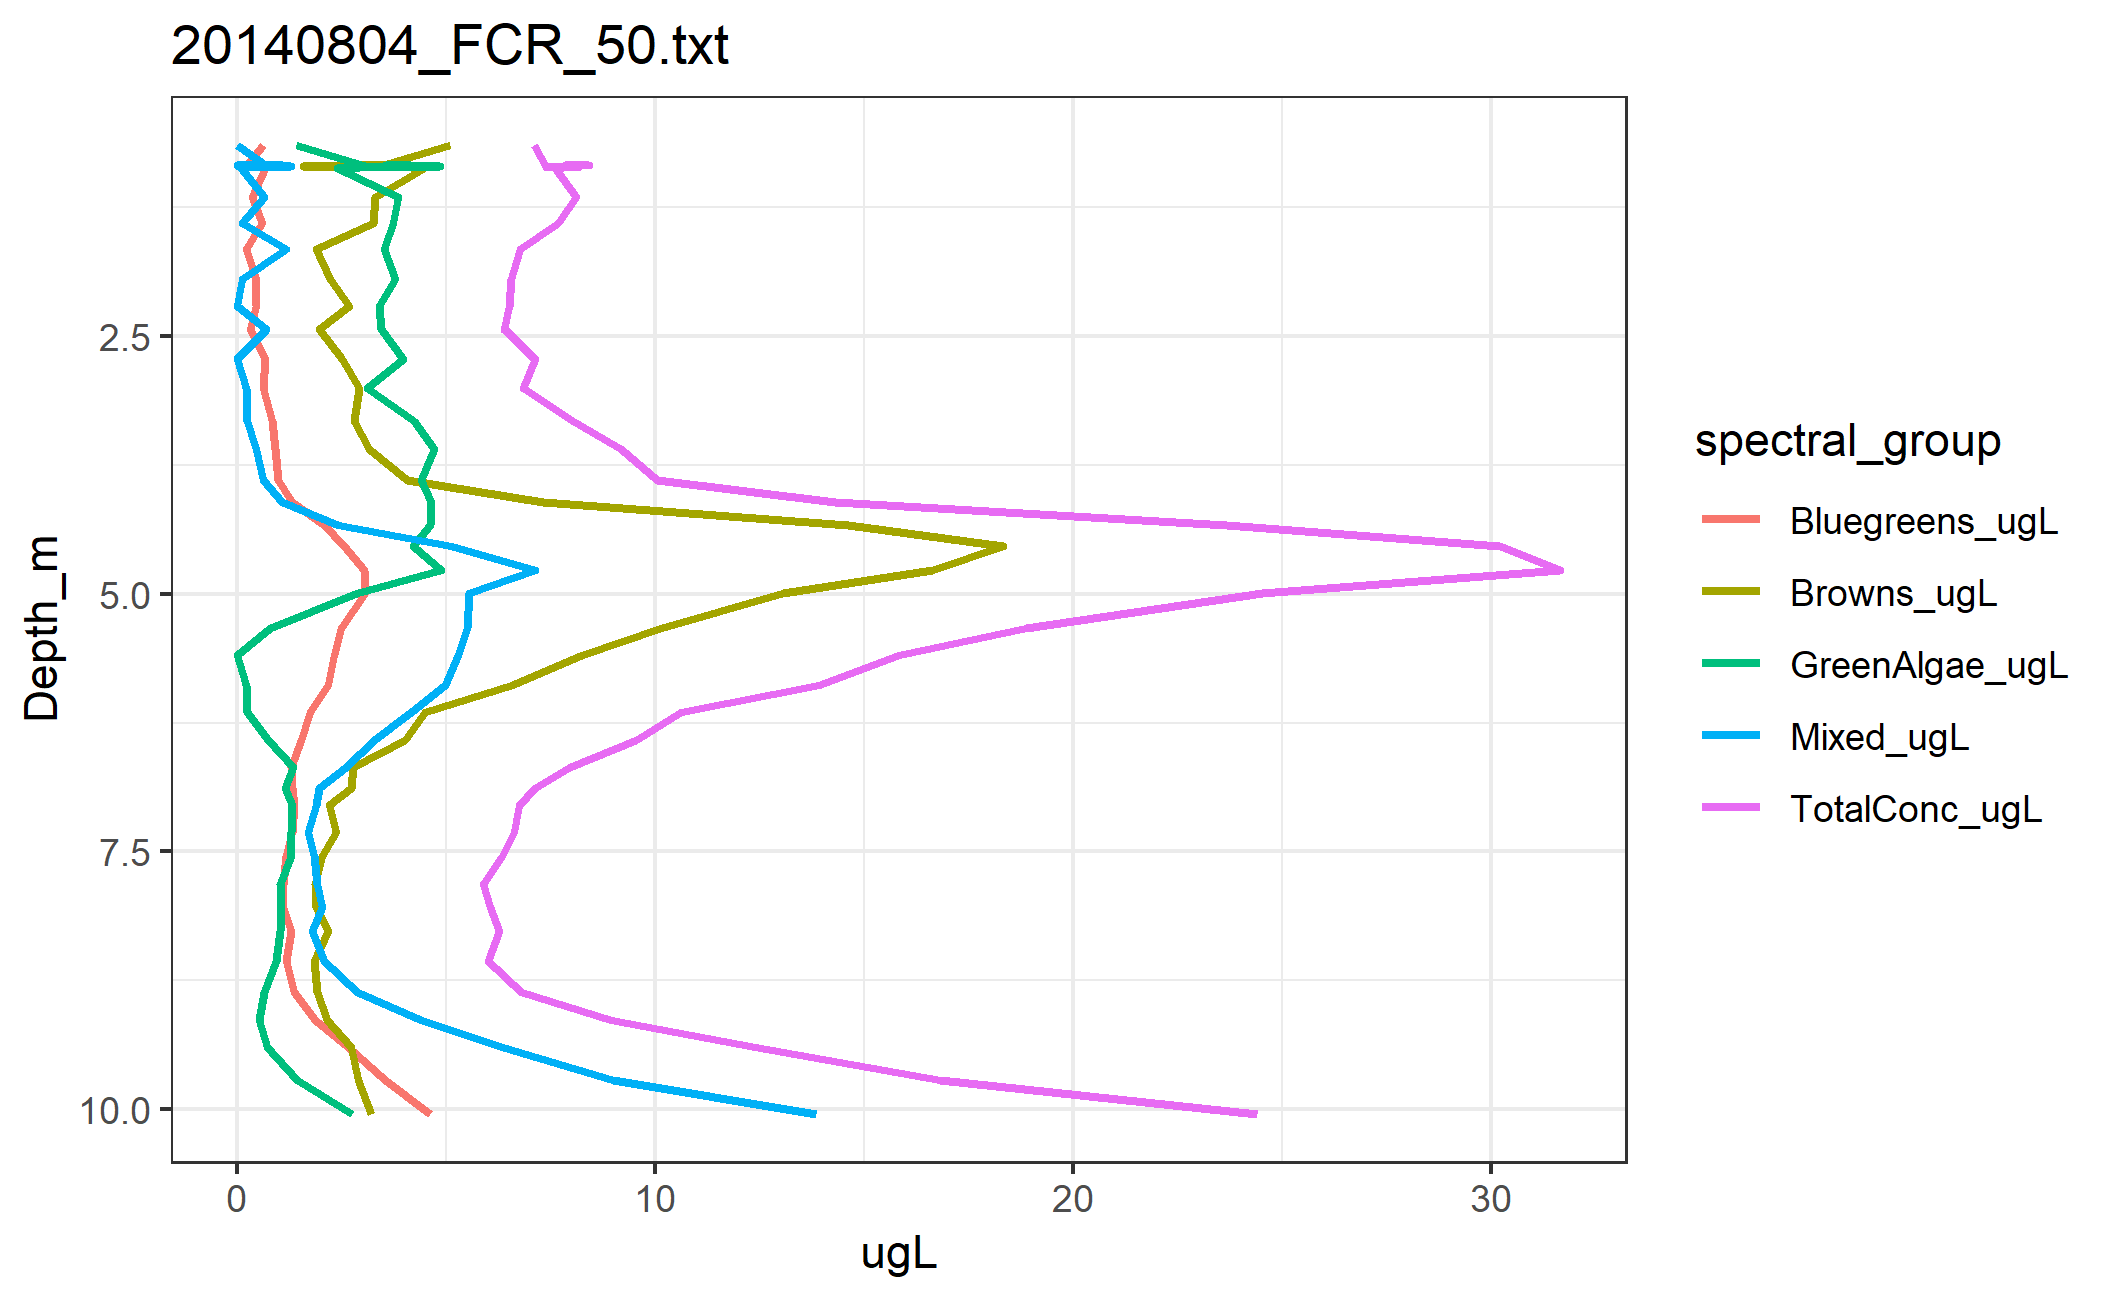 20140804_FCR_50.txt
Depth_m
2.5
5.0
7.5
10.0
0
10
20
30
ugL
spectral_group
Bluegreens_ugL
Browns_ugL
GreenAlgae_ugL
Mixed_ugL
TotalConc_ugL